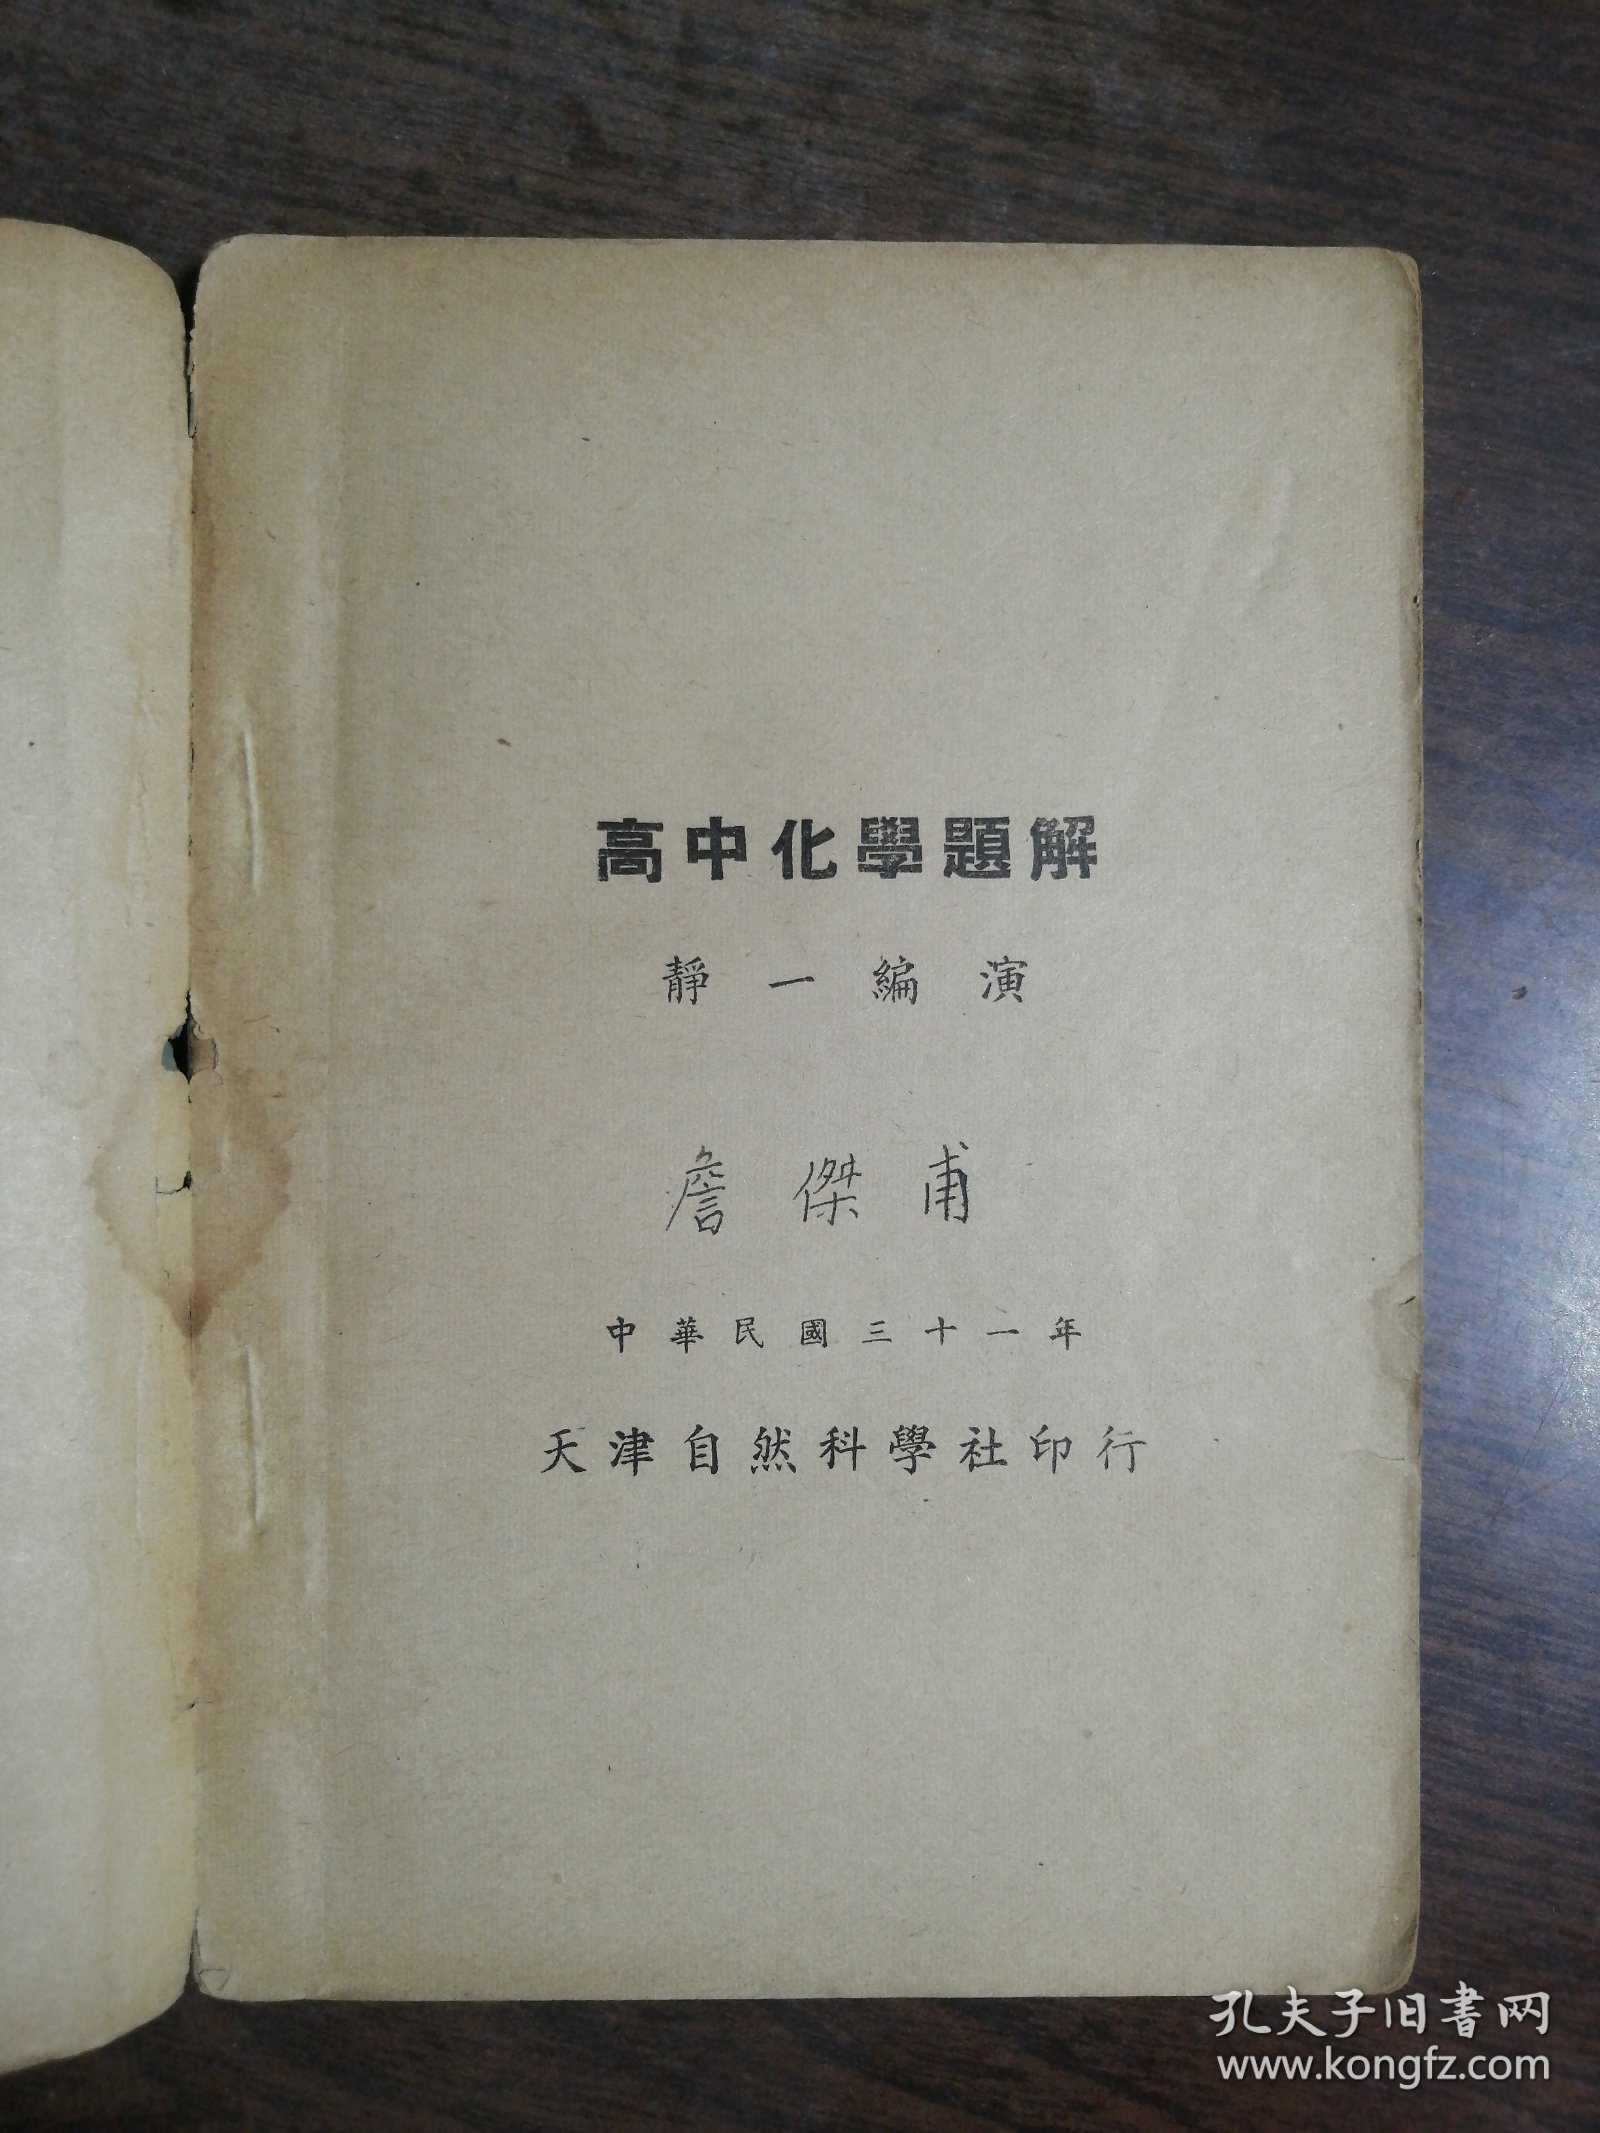 高中化學題解
靜一編演
詹傑甫
中華民國三十一年
天津自然科學社印行
孔夫子旧書网
www.kongfz.com